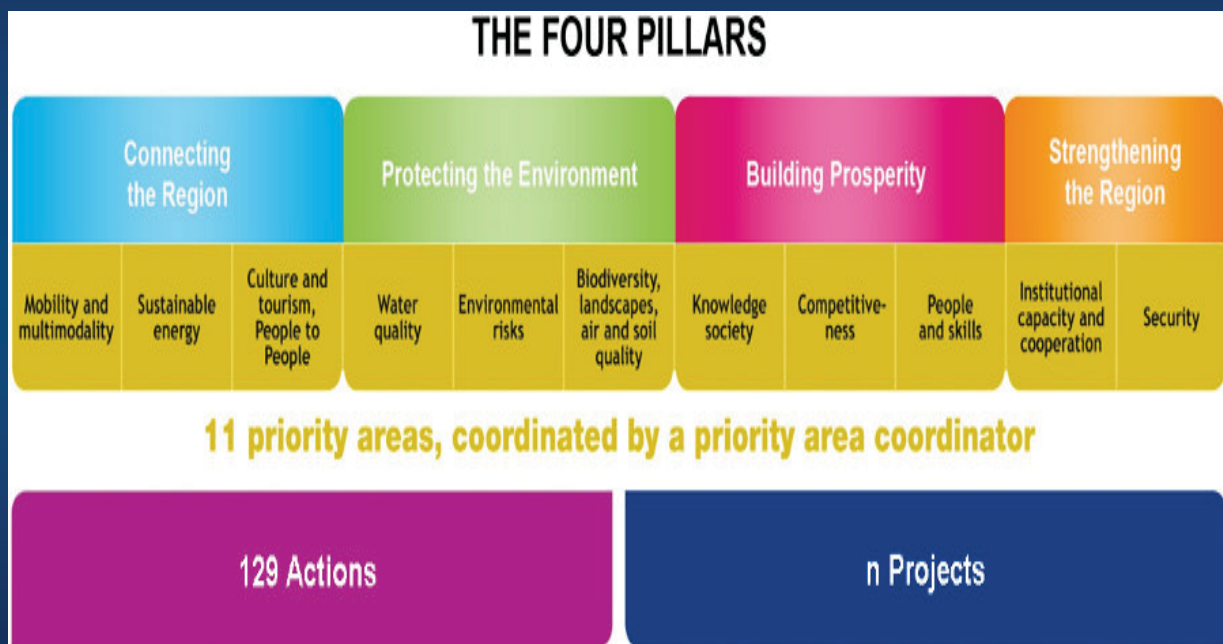 THE FOUR PILLARS
Connecting
the Region
Protecting the Environment
Building Prosperity
Strengthening
the Region
Mobility and
multimodality
Sustainable
energy
Culture and
tourism,
People to
People
Water
quality
Environmental
risks
Biodiversity,
landscapes,
air and soil
quality
Knowledge
society
Competitive-
ness
People
and skills
Institutional
capacity and
cooperation
Security
11 priority areas, coordinated by a priority area coordinator
129 Actions
n Projects